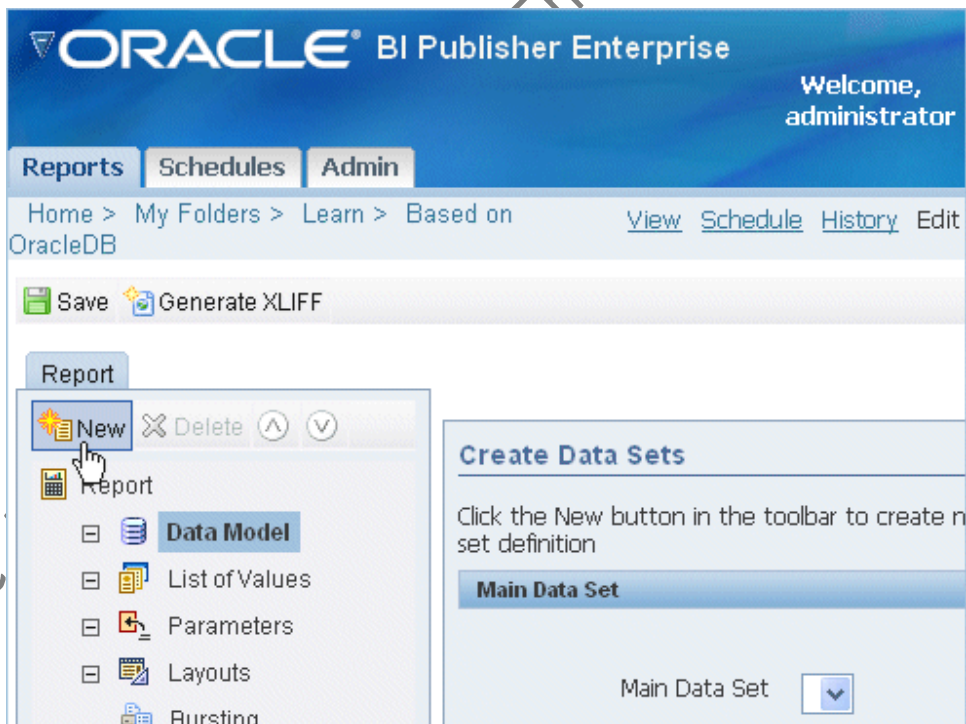 ORACLE® BI Publisher Enterprise
Welcome,
administrator
Reports Schedules Admin
Home > My Folders > Learn > Based on
OracleDB
View Schedule History Edit
Save Generate XLIFF
Report
New Delete
Report
Data Model
List of Values
Parameters
Layouts
Bursting
Create Data Sets
Click the New button in the toolbar to create n
set definition
Main Data Set
Main Data Set